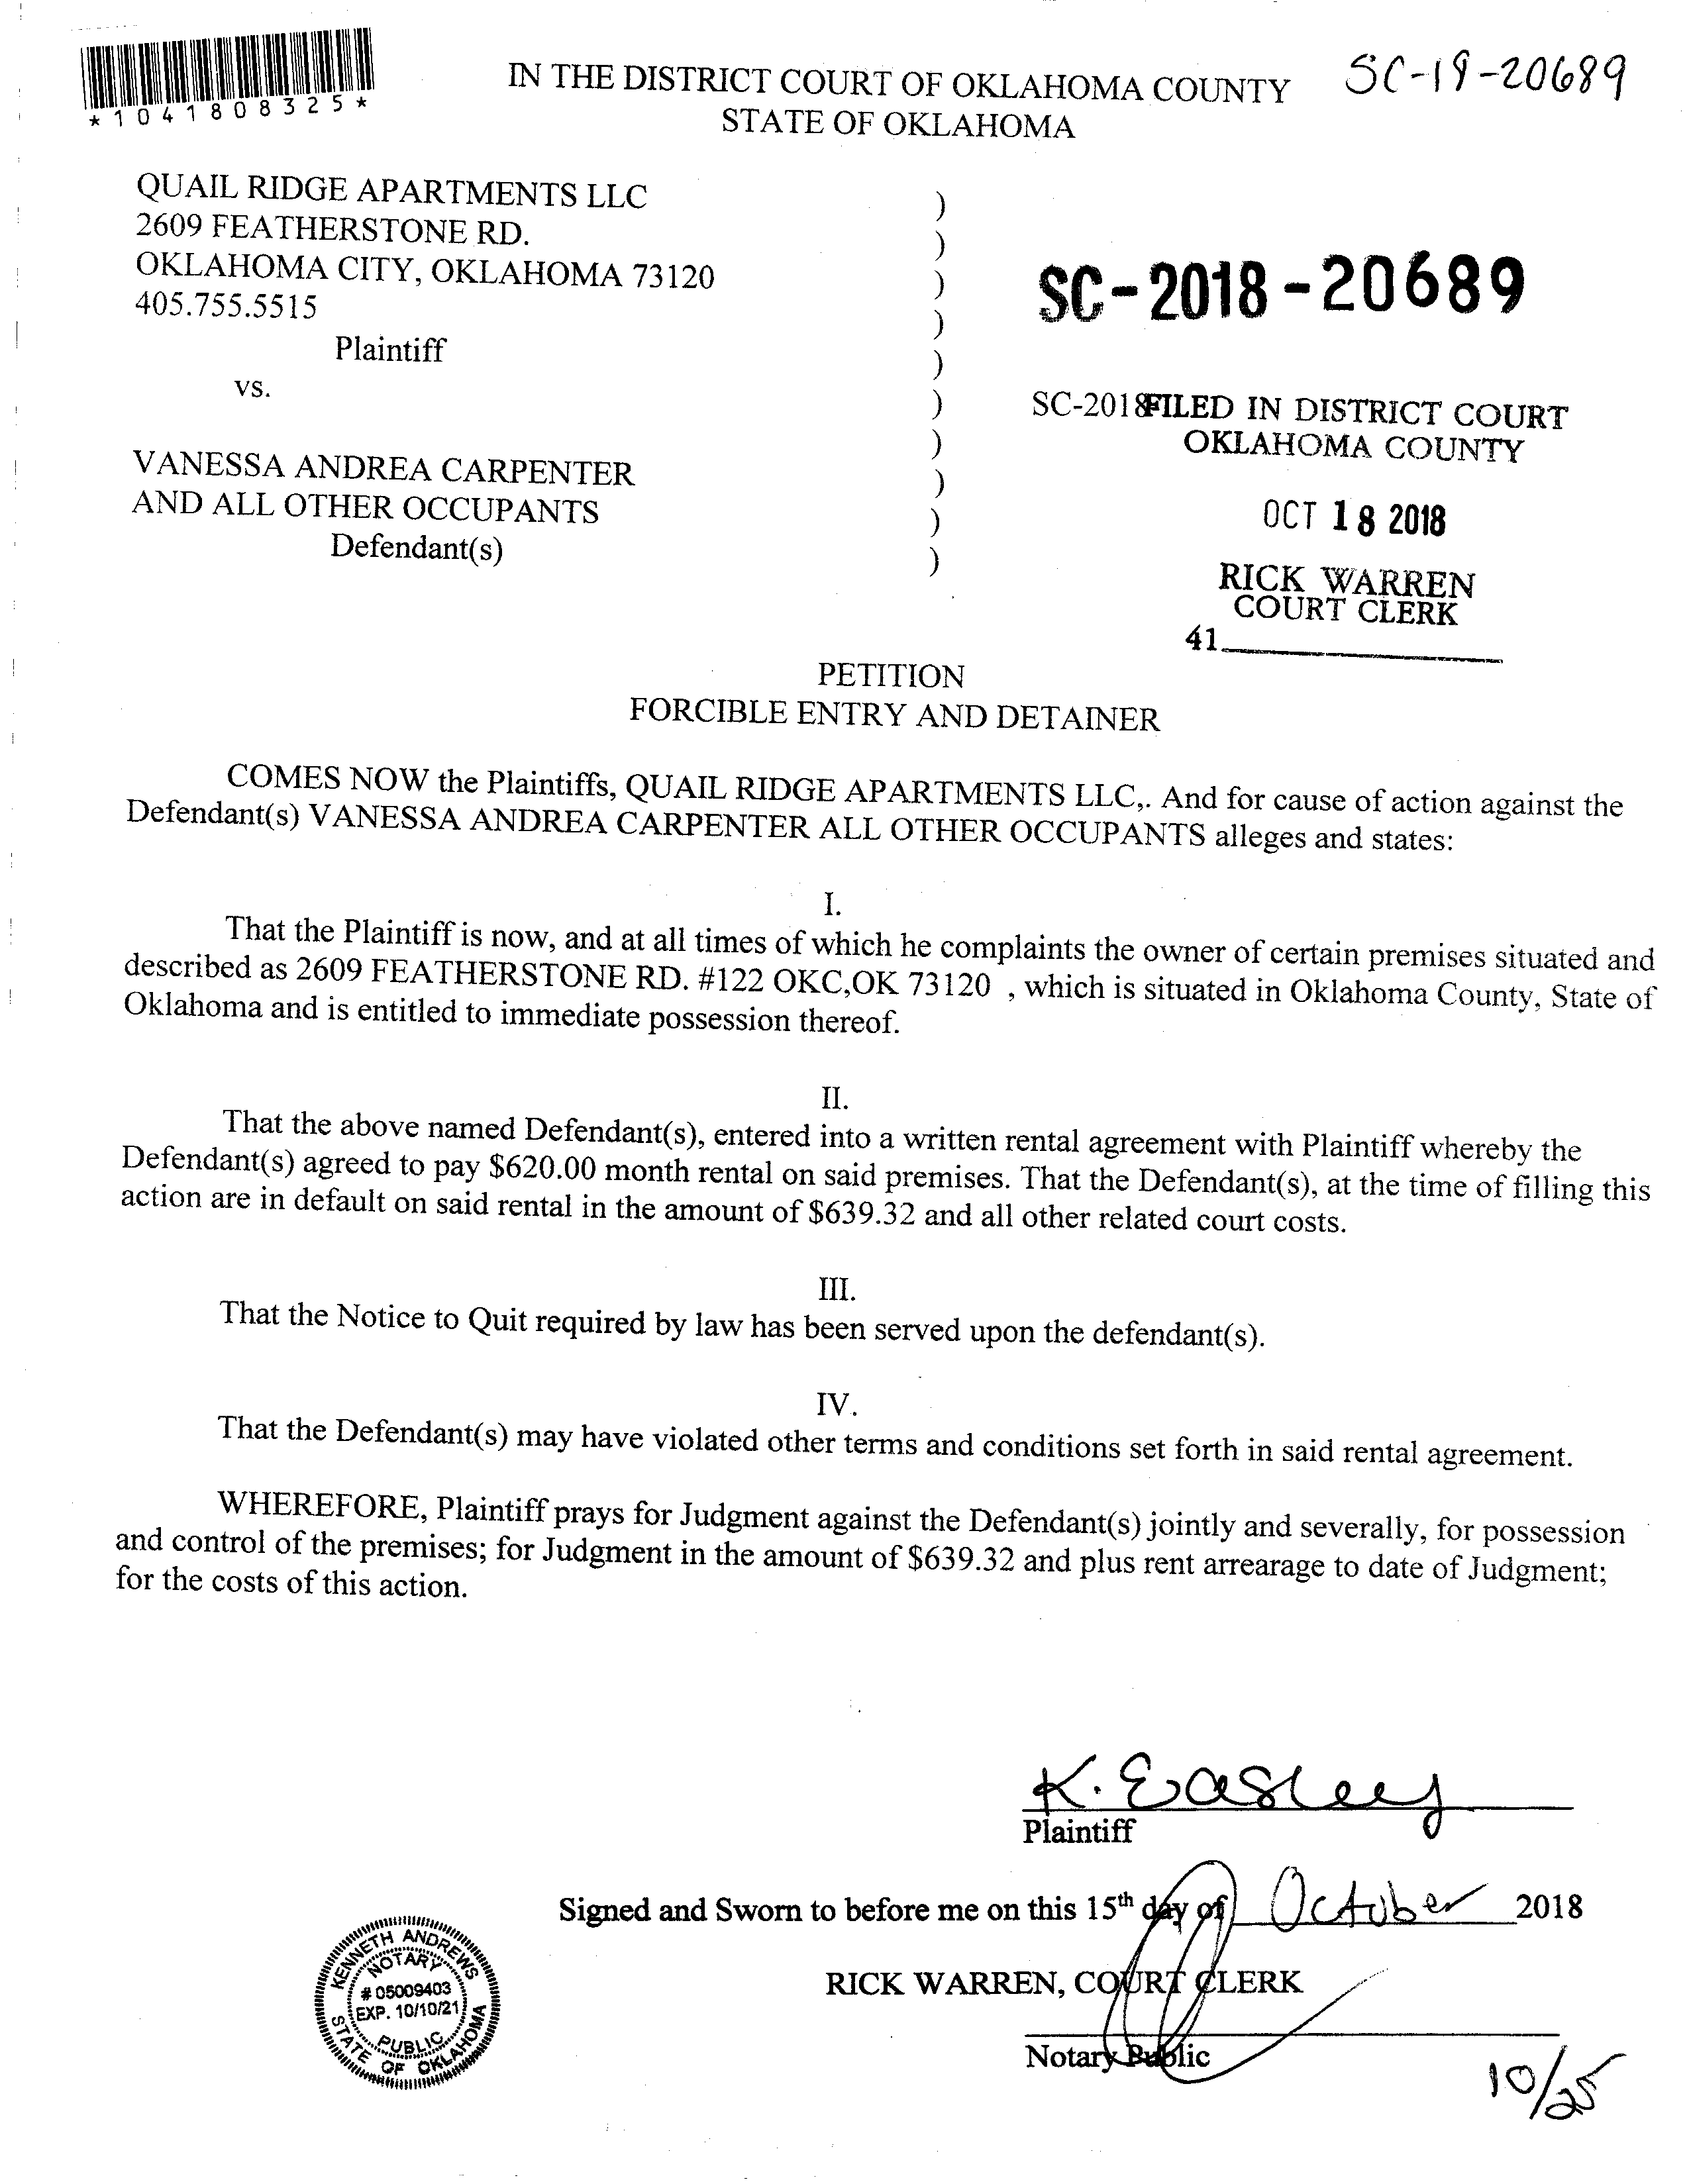 *1041808325*
IN THE DISTRICT COURT OF OKLAHOMA COUNTY
STATE OF OKLAHOMA
SC-19-20689
QUAIL RIDGE APARTMENTS LLC
2609 FEATHERSTONE RD.
OKLAHOMA CITY, OKLAHOMA 73120
405.755.5515
Plaintiff
vs.
VANESSA ANDREA CARPENTER
AND ALL OTHER OCCUPANTS
Defendant(s)
)
)
)
)
)
)
)
)
)
)
SC-2018-20689
SC-2018
FILED IN DISTRICT COURT
OKLAHOMA COUNTY
OCT 18 2018
RICK WARREN
COURT CLERK
41
PETITION
FORCIBLE ENTRY AND DETAINER
COMES NOW the Plaintiffs, QUAIL RIDGE APARTMENTS LLC,. And for cause of action against the
Defendant(s) VANESSA ANDREA CARPENTER ALL OTHER OCCUPANTS alleges and states:
I.
That the Plaintiff is now, and at all times of which he complaints the owner of certain premises situated and
described as 2609 FEATHERSTONE RD. #122 OKC,OK 73120 , which is situated in Oklahoma County, State of
Oklahoma and is entitled to immediate possession thereof.
II.
That the above named Defendant(s), entered into a written rental agreement with Plaintiff whereby the
Defendant(s) agreed to pay $620.00 month rental on said premises. That the Defendant(s), at the time of filling this
action are in default on said rental in the amount of $639.32 and all other related court costs.
III.
That the Notice to Quit required by law has been served upon the defendant(s).
IV.
That the Defendant(s) may have violated other terms and conditions set forth in said rental agreement.
WHEREFORE, Plaintiff prays for Judgment against the Defendant(s) jointly and severally, for possession
and control of the premises; for Judgment in the amount of $639.32 and plus rent arrearage to date of Judgment;
for the costs of this action.
K. Easley
Plaintiff
Signed and Sworn to before me on this 15th day of October 2018
RICK WARREN, COURT CLERK
Notary Public
KENNETH ANDREWS
NOTARY
# 05009403
EXP. 10/10/21
PUBLIC
STATE OF OKLAHOMA
10/25